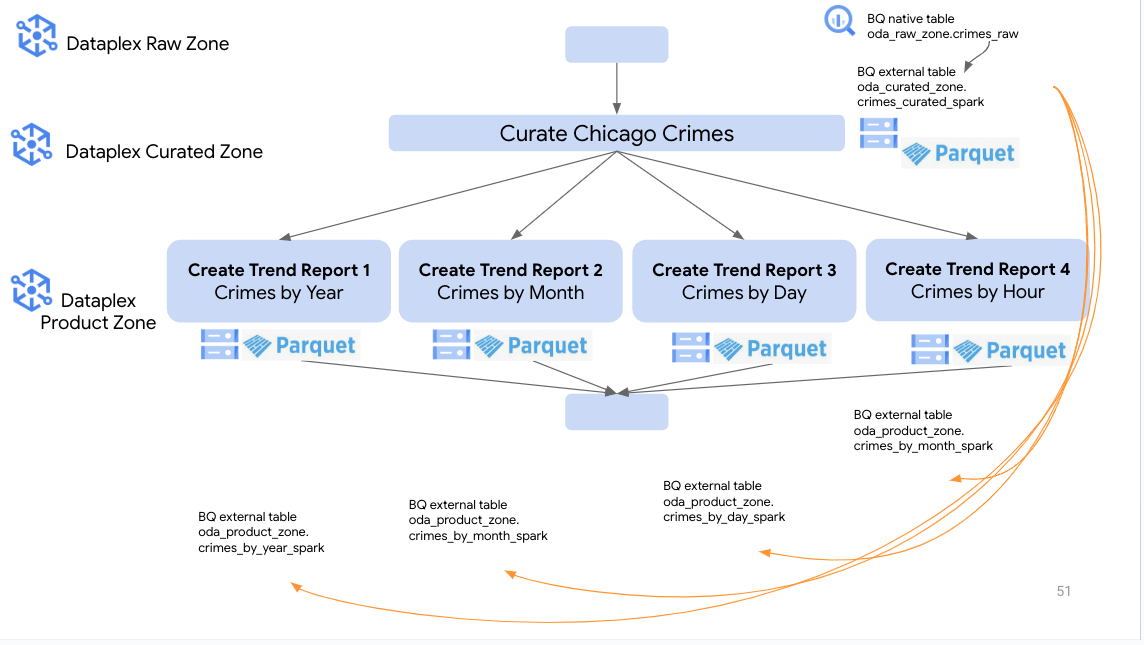 Dataplex Raw Zone
BQ native table
oda_raw_zone.crimes_raw
BQ external table
oda_curated_zone.
crimes_curated_spark
Dataplex Curated Zone
Curate Chicago Crimes
Parquet
Dataplex
Product Zone
Create Trend Report 1
Crimes by Year
Create Trend Report 2
Crimes by Month
Create Trend Report 3
Crimes by Day
Create Trend Report 4
Crimes by Hour
Parquet
Parquet
Parquet
Parquet
BQ external table
oda_product_zone.
crimes_by_year_spark
BQ external table
oda_product_zone.
crimes_by_month_spark
BQ external table
oda_product_zone.
crimes_by_day_spark
BQ external table
oda_product_zone.
crimes_by_month_spark
51